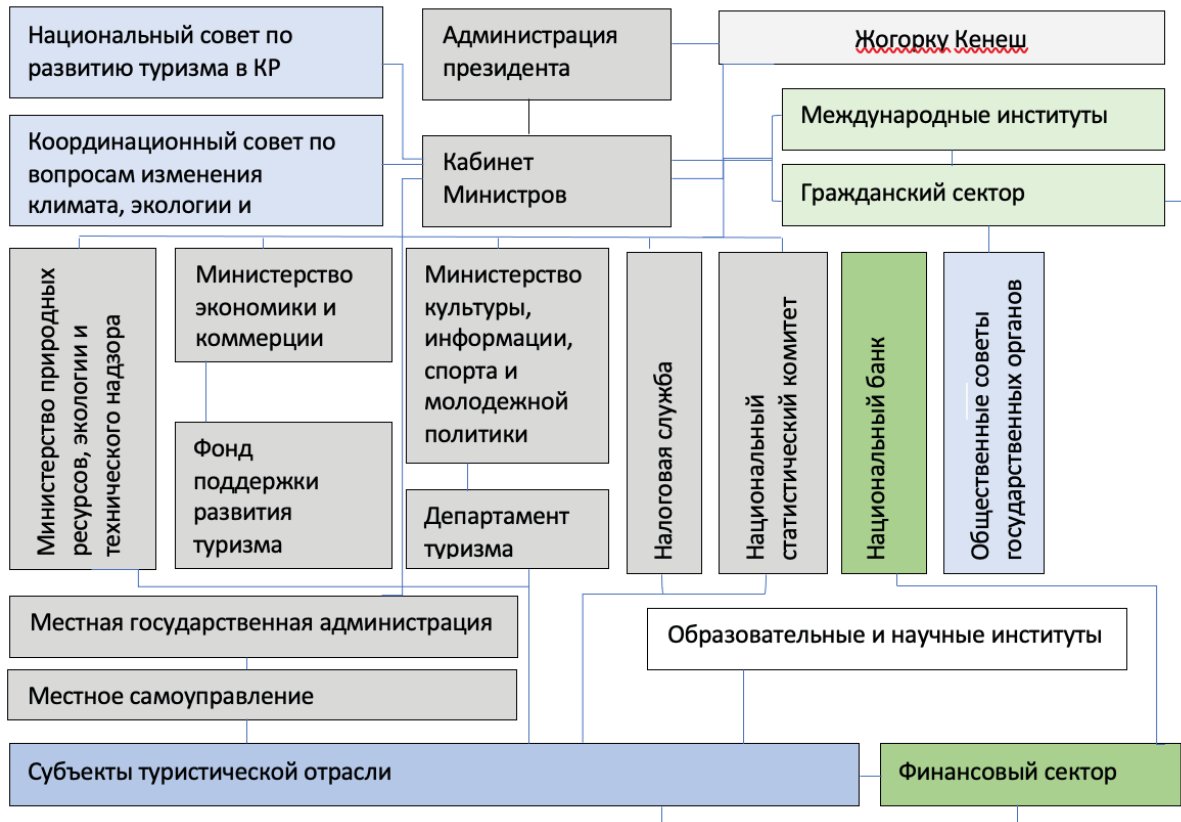 Национальный совет по
развитию туризма в КР
Администрация
президента
Жогорку Кенеш
Координационный совет по
вопросам изменения
климата, экологии и
Кабинет
Министров
Международные институты
Гражданский сектор
Министерство природных
ресурсов, экологии и
технического надзора
Министерство
экономики и
коммерции
Министерство
культуры,
информации,
спорта и
молодежной
политики
Налоговая служба
Национальный
статистический комитет
Национальный банк
Общественные советы
государственных органов
Фонд
поддержки
развития
туризма
Департамент
туризма
Местная государственная администрация
Образовательные и научные институты
Местное самоуправление
Субъекты туристической отрасли
Финансовый сектор